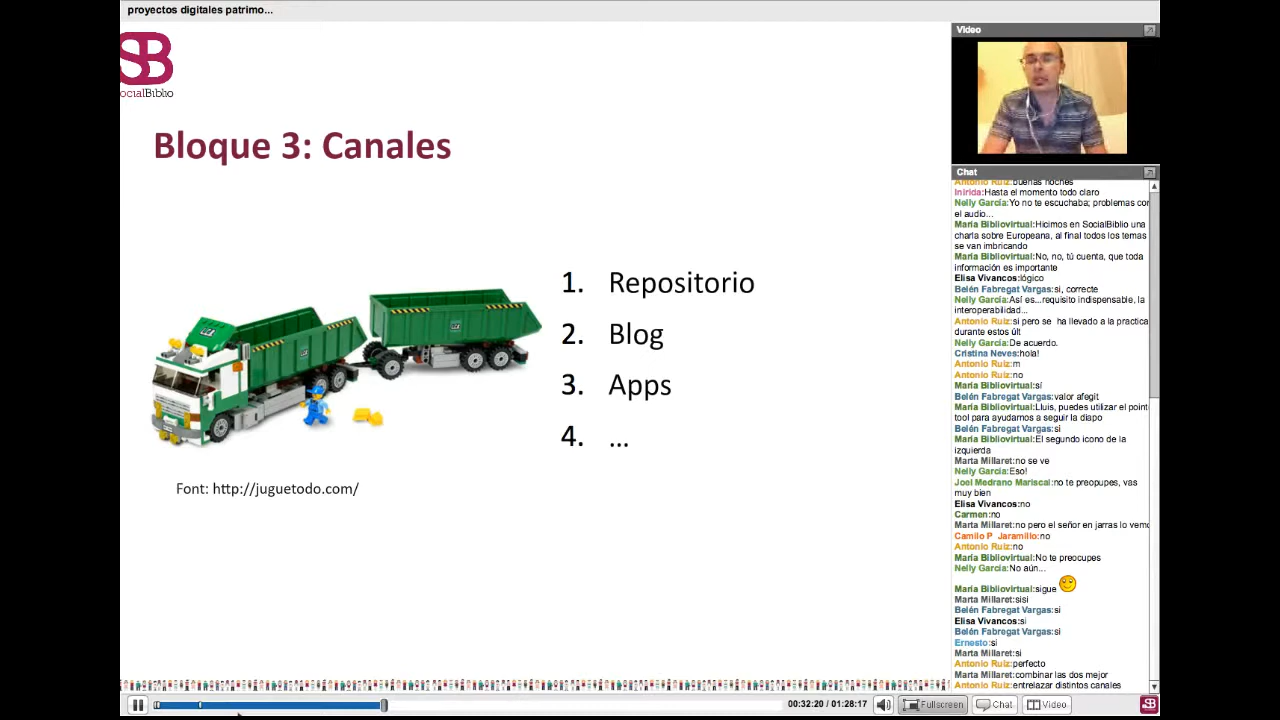 proyectos digitales patrimo...
SB
ocialBiblio
Bloque 3: Canales
1. Repositorio
2. Blog
3. Apps
4. ...
Font: http://juguetodo.com/
Video
Chat
Antonio Ruiz:buenas noches
Inirida:Hasta el momento todo claro
Nelly García:Yo no te escuchaba; problemas con
el audio...
María Bibliovirtual:Hicimos en SocialBiblio una
charla sobre Europeana, al final todos los temas
se van imbricando
María Bibliovirtual:No, no, tú cuenta, que toda
información es importante
Elisa Vivancos:lógico
Belén Fabregat Vargas:si, correcte
Nelly García:Así es...requisito indispensable, la
interoperabilidad...
Antonio Ruiz:si pero se  ha llevado a la practica
durante estos últ
Nelly García:De acuerdo.
Cristina Neves:hola!
Antonio Ruiz:m
Antonio Ruiz:no
María Bibliovirtual:sí
Belén Fabregat Vargas:valor afegit
María Bibliovirtual:Lluis, puedes utilizar el point
tool para ayudarnos a seguir la diapo
Belén Fabregat Vargas:si
María Bibliovirtual:El segundo icono de la
izquierda
Marta Millaret:no se ve
Nelly García:Eso!
Joel Medrano Mariscal:no te preopupes, vas
muy bien
Elisa Vivancos:no
Carmen:no
Marta Millaret:no pero el señor en jarras lo vemo
Camilo P  Jaramillo:no
Antonio Ruiz:no
María Bibliovirtual:No te preocupes
Nelly García:No aún...
María Bibliovirtual:sigue
Marta Millaret:sisi
Belén Fabregat Vargas:si
Elisa Vivancos:si
Belén Fabregat Vargas:si
Ernesto:si
Marta Millaret:si
Antonio Ruiz:perfecto
Marta Millaret:combinar las dos mejor
Antonio Ruiz:entrelazar distintos canales
00:32:20 / 01:28:17
Fullscreen
Chat
Video
SB